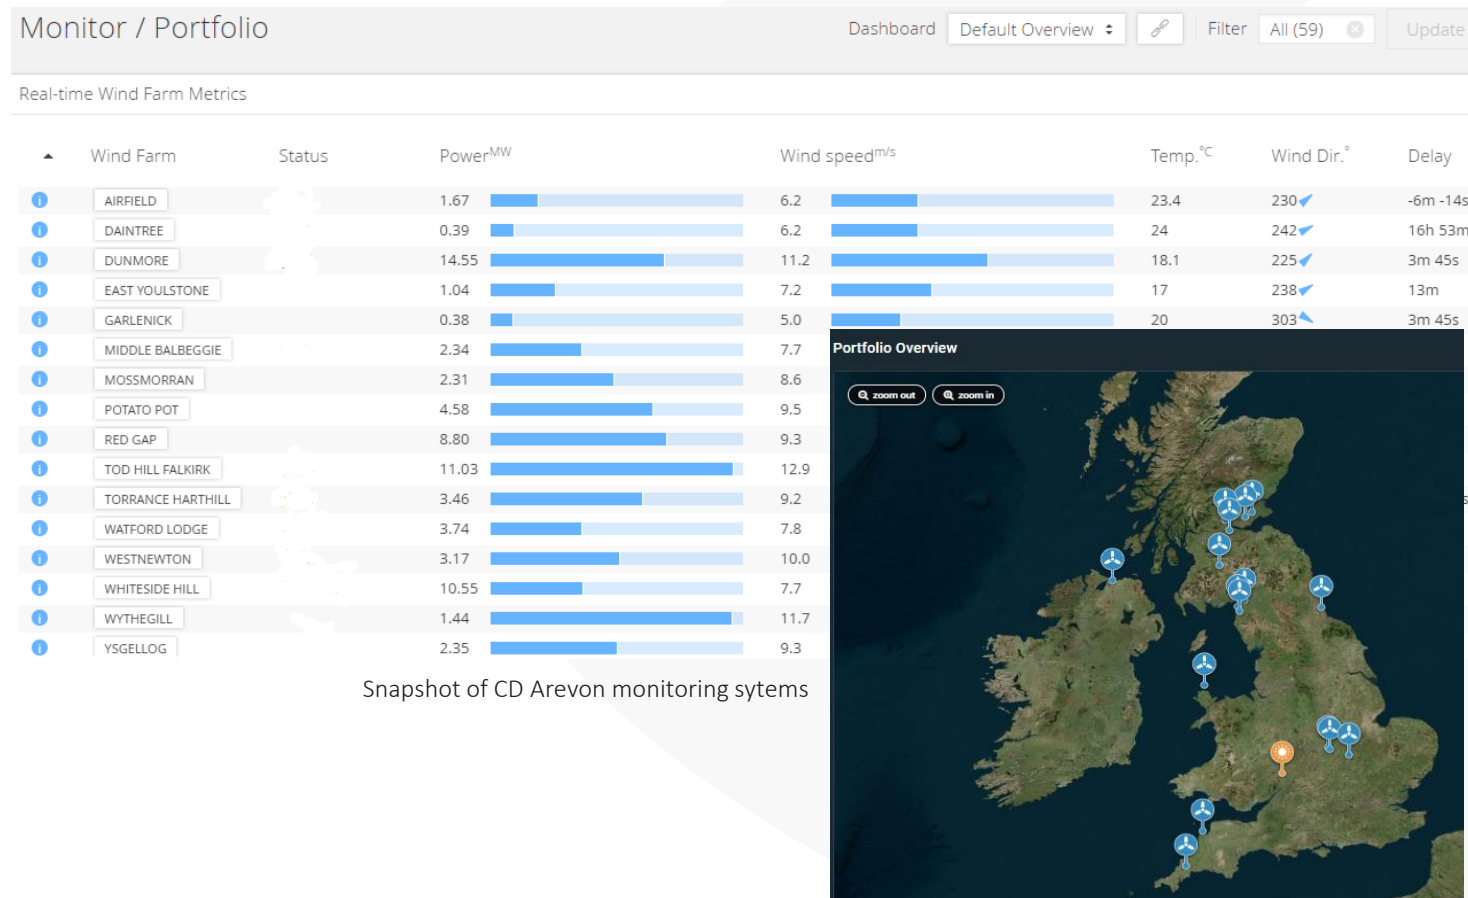 Monitor / Portfolio
Dashboard Default Overview Filter All (59) Update
Real-time Wind Farm Metrics
Wind Farm Status Power MW Wind speed m/s Temp. °C Wind Dir. ° Delay
AIRFIELD 1.67 6.2 23.4 230 -6m -14s
DAINTREE 0.39 6.2 24 242 16h 53m
DUNMORE 14.55 11.2 18.1 225 3m 45s
EAST YOULSTONE 1.04 7.2 17 238 13m
GARLENICK 0.38 5.0 20 303 3m 45s
MIDDLE BALBEGGIE 2.34 7.7
MOSSMORRAN 2.31 8.6
POTATO POT 4.58 9.5
RED GAP 8.80 9.3
TOD HILL FALKIRK 11.03 12.9
TORRANCE HARTHILL 3.46 9.2
WATFORD LODGE 3.74 7.8
WESTNEWTON 3.17 10.0
WHITESIDE HILL 10.55 7.7
WYTHEGILL 1.44 11.7
YSGELLOG 2.35 9.3
Portfolio Overview
zoom out zoom in
Snapshot of CD Arevon monitoring sytems